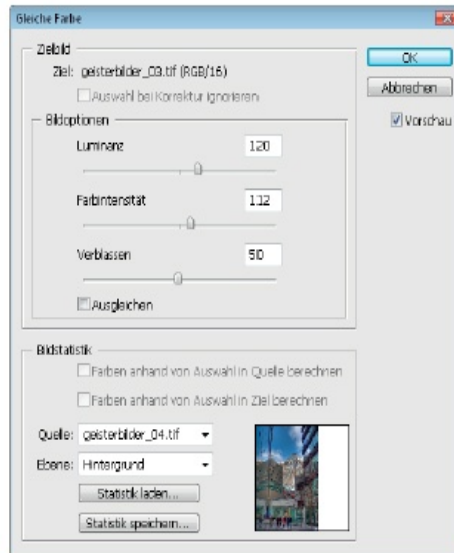 Gleiche Farbe
Zielbild
Ziel: geisterbilder_03.tif (RGB/16)
Auswahl bei Korrektur ignorieren
Bildoptionen
Luminanz 120
Farbintensität 112
Verblassen 50
Ausgleichen
OK
Abbrechen
Vorschau
Bildstatistik
Farben anhand von Auswahl in Quelle berechnen
Farben anhand von Auswahl in Ziel berechnen
Quelle: geisterbilder_04.tif
Ebene: Hintergrund
Statistik laden...
Statistik speichern...